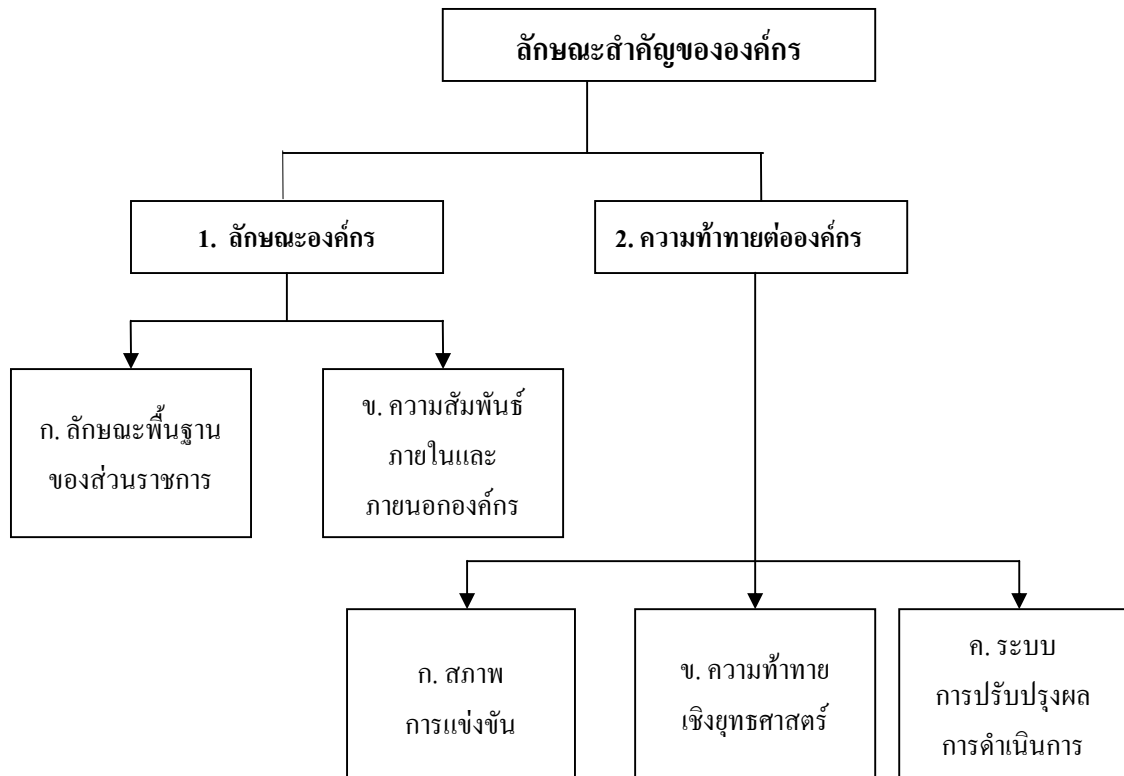 ลักษณะสำคัญขององค์กร
1. ลักษณะองค์กร
2. ความท้าทายต่อองค์กร
ก. ลักษณะพื้นฐาน
ของส่วนราชการ
ข. ความสัมพันธ์
ภายในและ
ภายนอกองค์กร
ก. สภาพ
การแข่งขัน
ข. ความท้าทาย
เชิงยุทธศาสตร์
ค. ระบบ
การปรับปรุงผล
การดำเนินการ